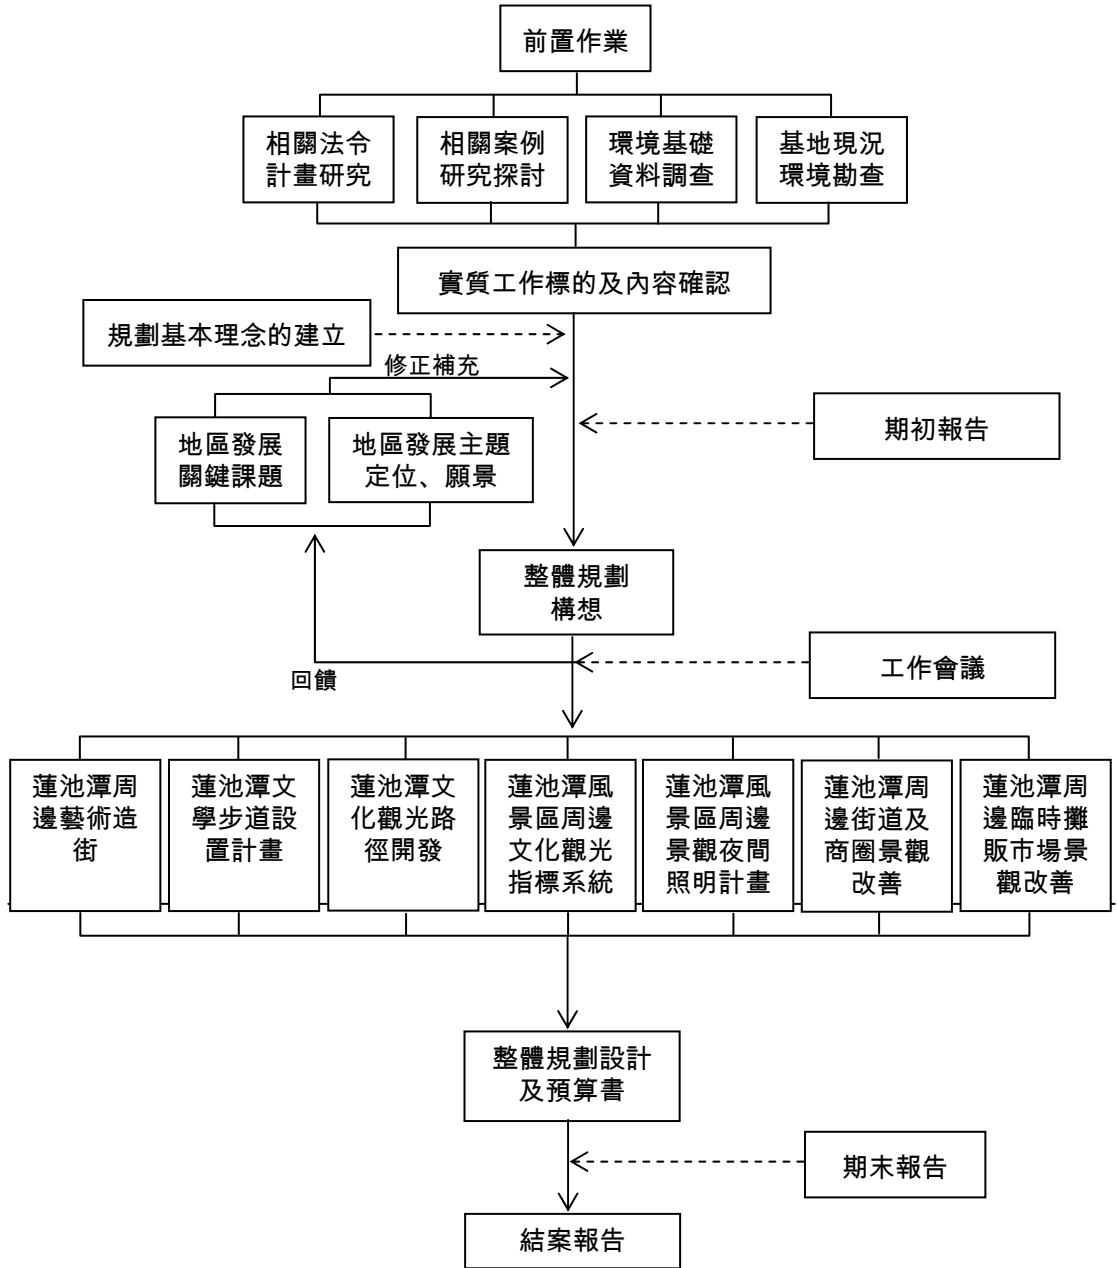 前置作業
相關法令
計畫研究
相關案例
研究探討
環境基礎
資料調查
基地現況
環境勘查
實質工作標的及內容確認
規劃基本理念的建立
修正補充
地區發展
關鍵課題
地區發展主題
定位、願景
期初報告
整體規劃
構想
工作會議
回饋
蓮池潭周
邊藝術造
街
蓮池潭文
學步道設
置計畫
蓮池潭文
化觀光路
徑開發
蓮池潭風
景區周邊
文化觀光
指標系統
蓮池潭風
景區周邊
景觀夜間
照明計畫
蓮池潭周
邊街道及
商圈景觀
改善
蓮池潭周
邊臨時攤
販市場景
觀改善
整體規劃設計
及預算書
期末報告
結案報告